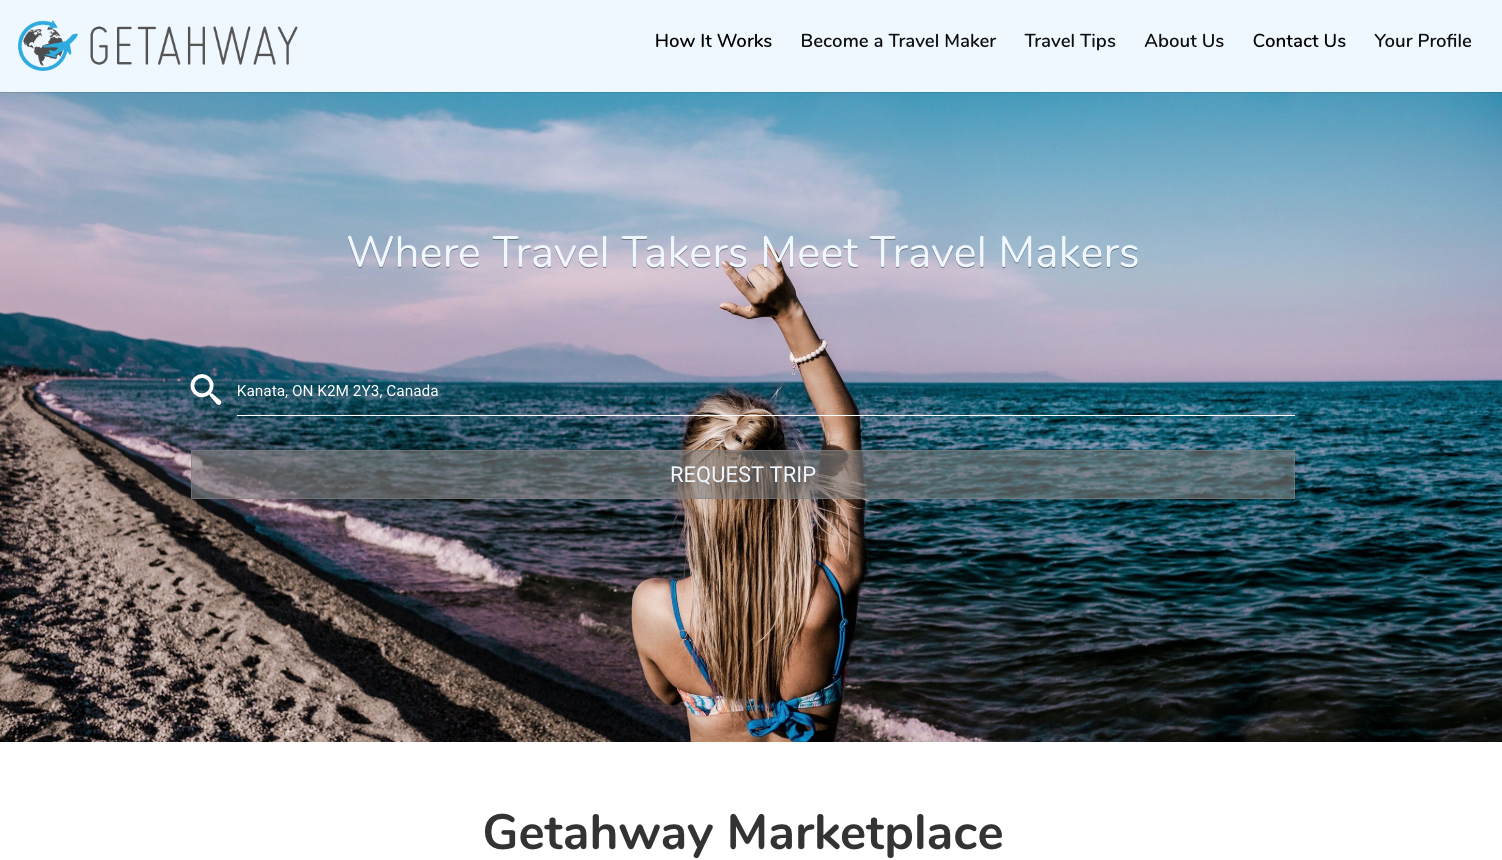 GETAHWAY
How It Works Become a Travel Maker Travel Tips About Us Contact Us Your Profile
Where Travel Takers Meet Travel Makers
Kanata, ON K2M 2Y3, Canada
REQUEST TRIP
Getahway Marketplace